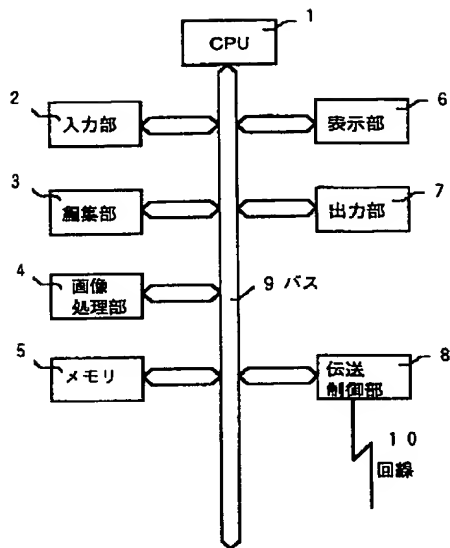 1
CPU
2
入力部
6
表示部
3
編集部
7
出力部
4
画像
処理部
9 バス
5
メモリ
8
伝送
制御部
10
回線